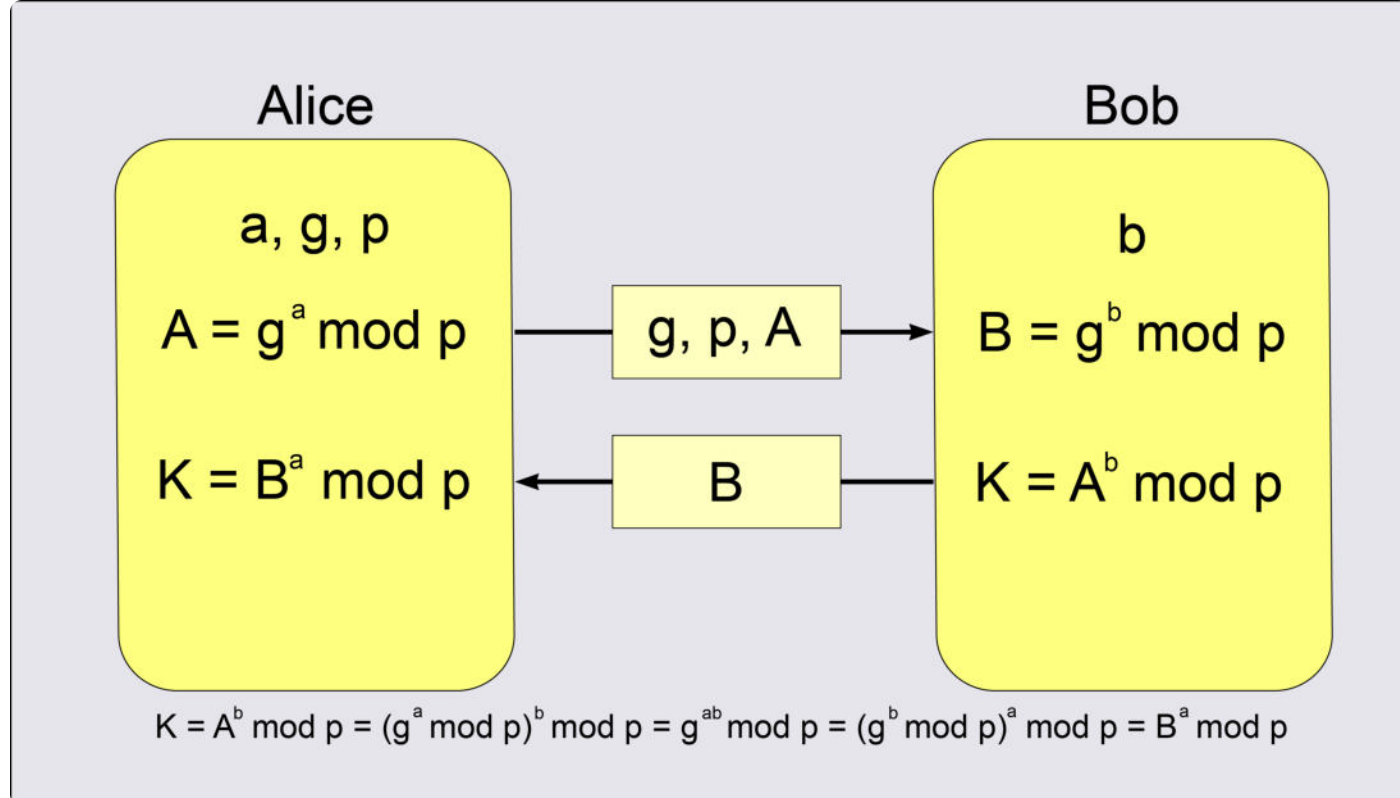 Alice
Bob
a, g, p
A = g^a mod p
K = B^a mod p
g, p, A
B
b
B = g^b mod p
K = A^b mod p
K = A^b mod p = (g^a mod p)^b mod p = g^ab mod p = (g^b mod p)^a mod p = B^a mod p